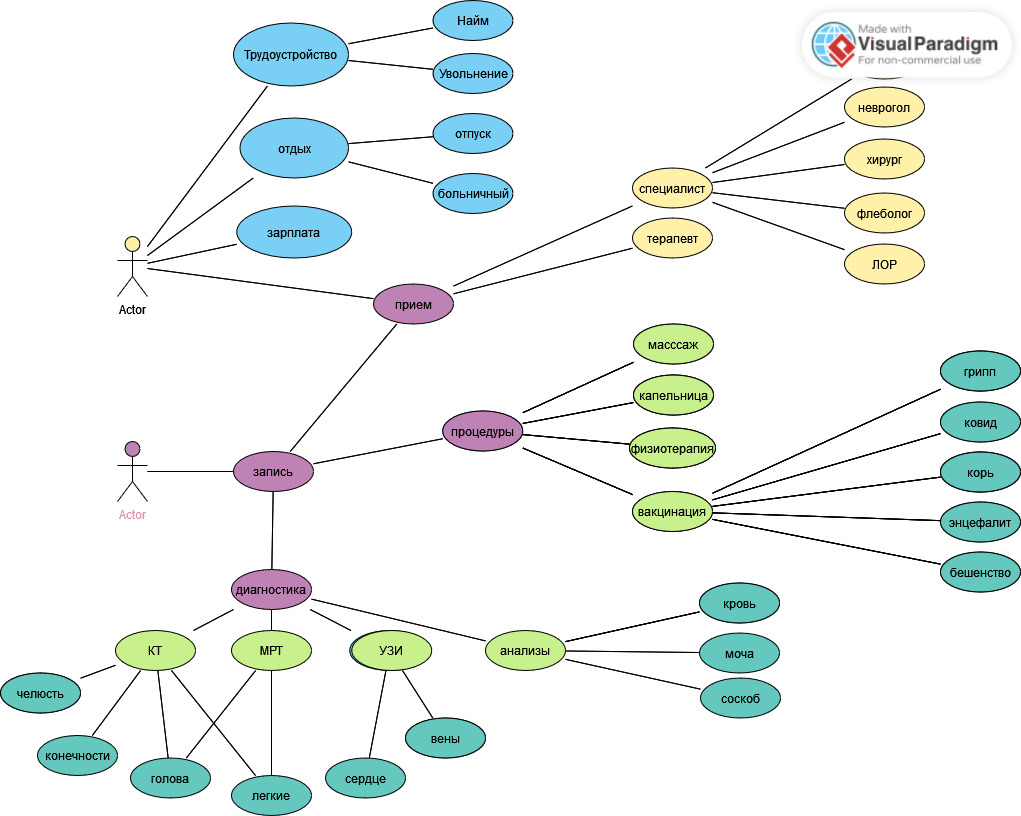 Made with
Visual Paradigm
For non-commercial use
Найм
Трудоустройство
Увольнение
неврогол
отпуск
отдых
хирург
специалист
больничный
флеболог
зарплата
терапевт
ЛОР
Actor
прием
масссаж
грипп
капельница
ковид
процедуры
физиотерапия
запись
корь
Actor
вакцинация
энцефалит
бешенство
диагностика
кровь
КТ
МРТ
УЗИ
анализы
моча
челюсть
соскоб
вены
конечности
голова
сердце
легкие